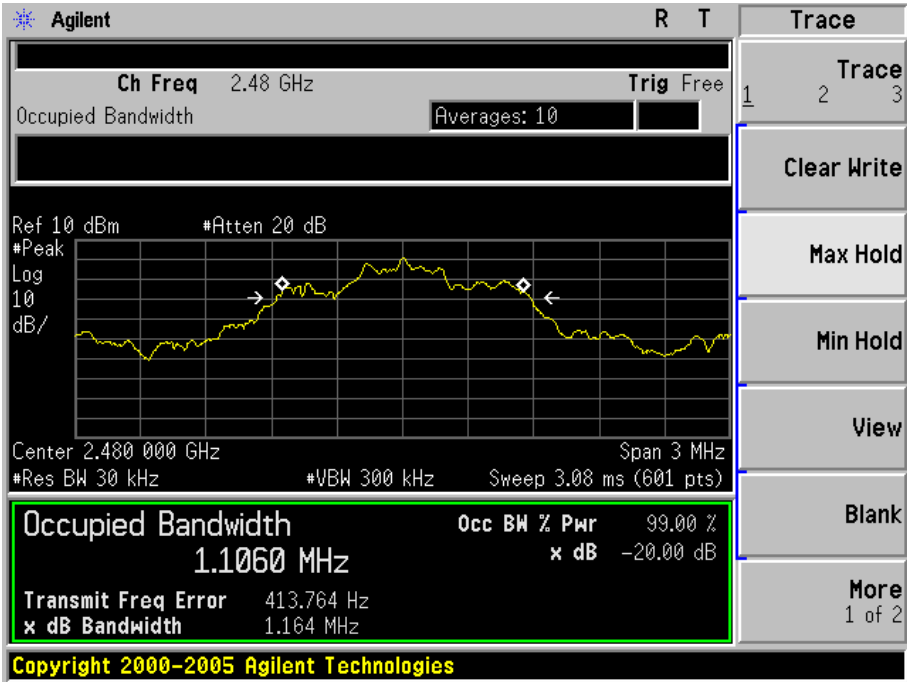 Agilent R T
Ch Freq 2.48 GHz Trig Free
Occupied Bandwidth Averages: 10
Ref 10 dBm #Atten 20 dB
#Peak
Log
10
dB/
Center 2.480 000 GHz Span 3 MHz
#Res BW 30 kHz #VBW 300 kHz Sweep 3.08 ms (601 pts)
Occupied Bandwidth
1.1060 MHz
Occ BW % Pwr 99.00 %
x dB -20.00 dB
Transmit Freq Error 413.764 Hz
x dB Bandwidth 1.164 MHz
Copyright 2000-2005 Agilent Technologies
Trace
Trace
1 2 3
Clear Write
Max Hold
Min Hold
View
Blank
More
1 of 2